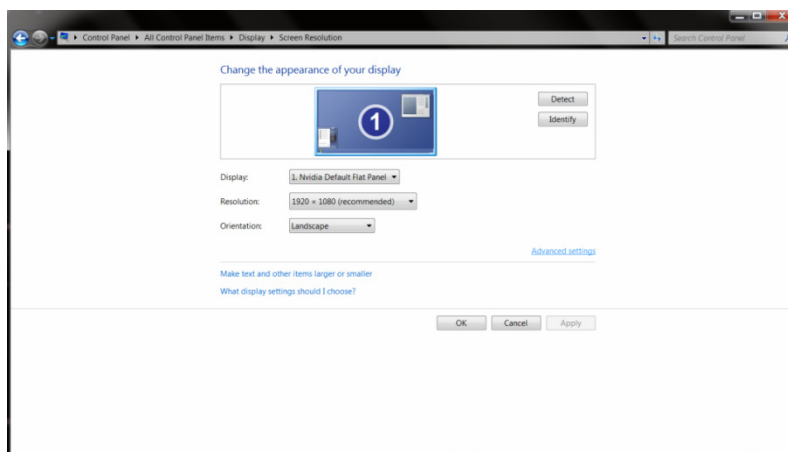 Control Panel ▸ All Control Panel Items ▸ Display ▸ Screen Resolution
Search Control Panel
Change the appearance of your display
1
Detect
Identify
Display: 1. Nvidia Default Flat Panel
Resolution: 1920 × 1080 (recommended)
Orientation: Landscape
Advanced settings
Make text and other items larger or smaller
What display settings should I choose?
OK Cancel Apply